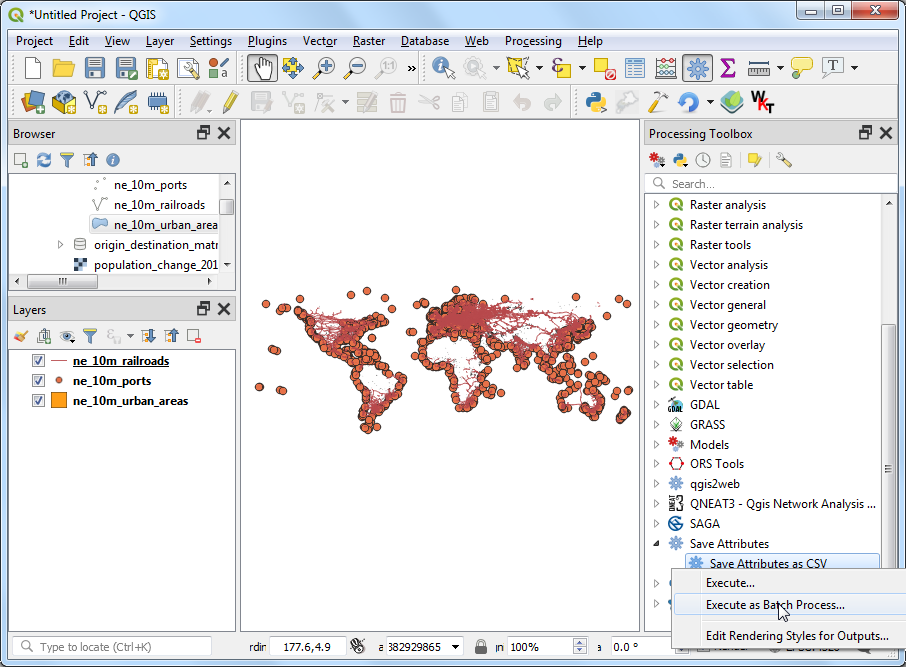 *Untitled Project - QGIS
Project Edit View Layer Settings Plugins Vector Raster Database Web Processing Help
Browser
ne_10m_ports
ne_10m_railroads
ne_10m_urban_area
origin_destination_matr
population_change_201
Layers
ne_10m_railroads
ne_10m_ports
ne_10m_urban_areas
Processing Toolbox
Search...
Raster analysis
Raster terrain analysis
Raster tools
Vector analysis
Vector creation
Vector general
Vector geometry
Vector overlay
Vector selection
Vector table
GDAL
GRASS
Models
ORS Tools
qgis2web
QNEAT3 - Qgis Network Analysis ...
SAGA
Save Attributes
Save Attributes as CSV
Execute...
Execute as Batch Process...
Edit Rendering Styles for Outputs...
Type to locate (Ctrl+K)
rdir 177.6,4.9 382929865 100% 0.0 °